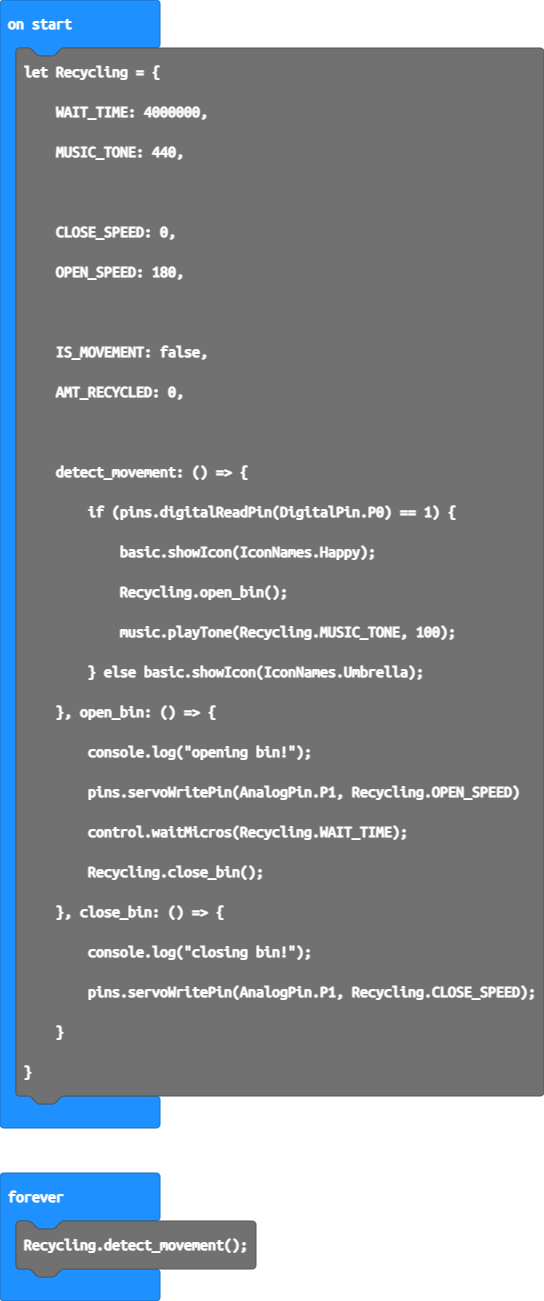 on start
let Recycling = {
WAIT_TIME: 4000000,
MUSIC_TONE: 440,
CLOSE_SPEED: 0,
OPEN_SPEED: 180,
IS_MOVEMENT: false,
AMT_RECYCLED: 0,
detect_movement: () => {
if (pins.digitalReadPin(DigitalPin.P0) == 1) {
basic.showIcon(IconNames.Happy);
Recycling.open_bin();
music.playTone(Recycling.MUSIC_TONE, 100);
} else basic.showIcon(IconNames.Umbrella);
}, open_bin: () => {
console.log("opening bin!");
pins.servoWritePin(AnalogPin.P1, Recycling.OPEN_SPEED)
control.waitMicros(Recycling.WAIT_TIME);
Recycling.close_bin();
}, close_bin: () => {
console.log("closing bin!");
pins.servoWritePin(AnalogPin.P1, Recycling.CLOSE_SPEED);
}
}
forever
Recycling.detect_movement();